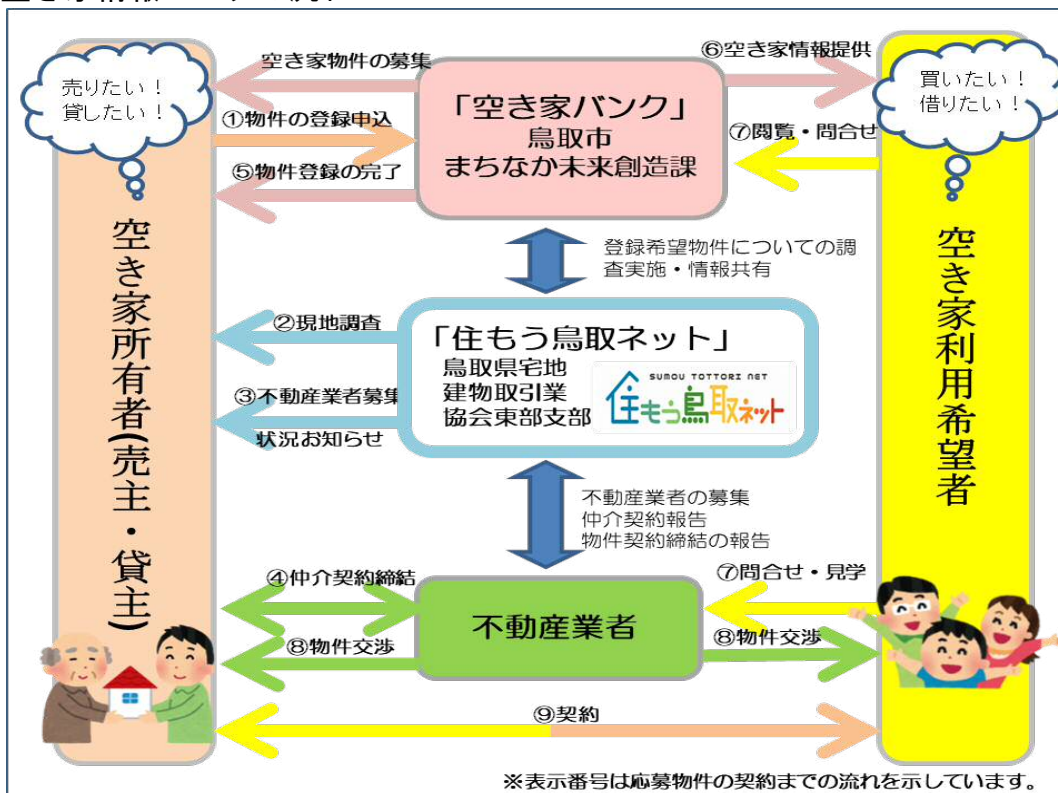 売りたい！
貸したい！
空き家物件の募集
①物件の登録申込
⑤物件登録の完了
「空き家バンク」
鳥取市
まちなか未来創造課
⑥空き家情報提供
⑦閲覧・問合せ
買いたい！
借りたい！
空き家所有者(売主・貸主)
空き家利用希望者
登録希望物件についての調
査実施・情報共有
②現地調査
③不動産業者募集
状況お知らせ
「住もう鳥取ネット」
鳥取県宅地
建物取引業
協会東部支部
SUMOU TOTTORI NET
住もう鳥取ネット
不動産業者の募集
仲介契約報告
物件契約締結の報告
④仲介契約締結
⑧物件交渉
不動産業者
⑦問合せ・見学
⑧物件交渉
⑨契約
※表示番号は応募物件の契約までの流れを示しています。